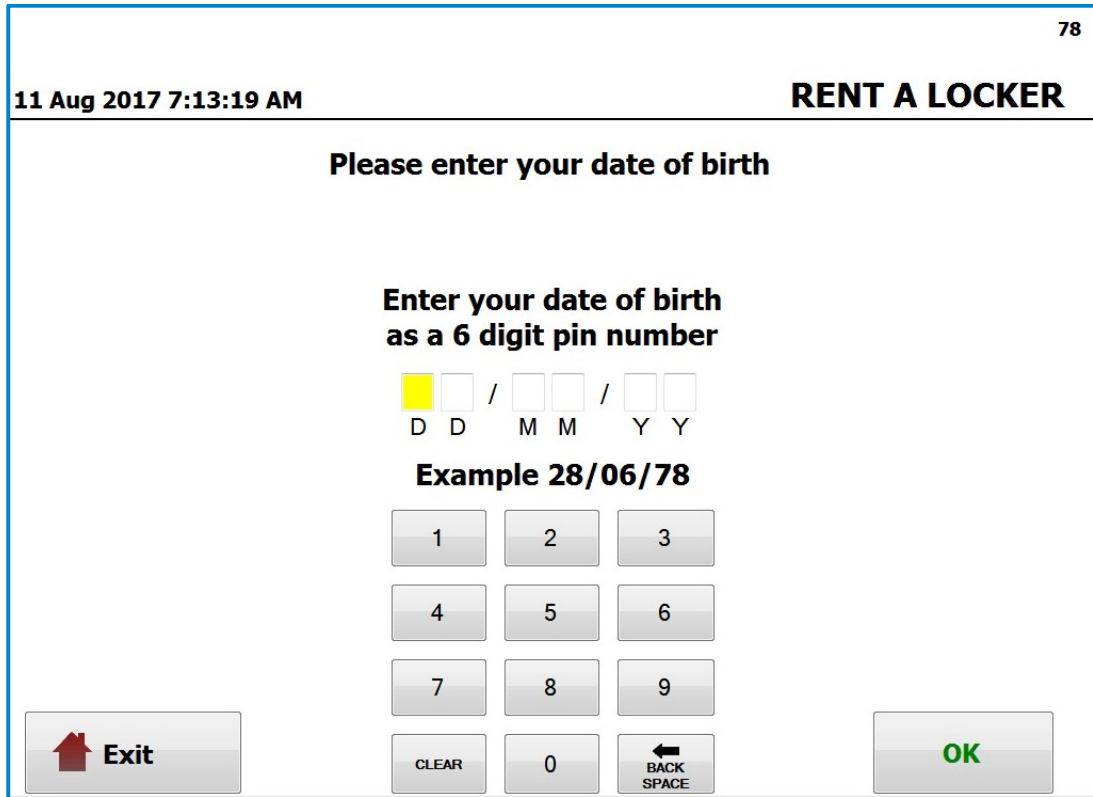 78
11 Aug 2017 7:13:19 AM
RENT A LOCKER
Please enter your date of birth
Enter your date of birth
as a 6 digit pin number
/ /
D D M M Y Y
Example 28/06/78
1 2 3
4 5 6
7 8 9
Exit
CLEAR
0
BACK
SPACE
OK